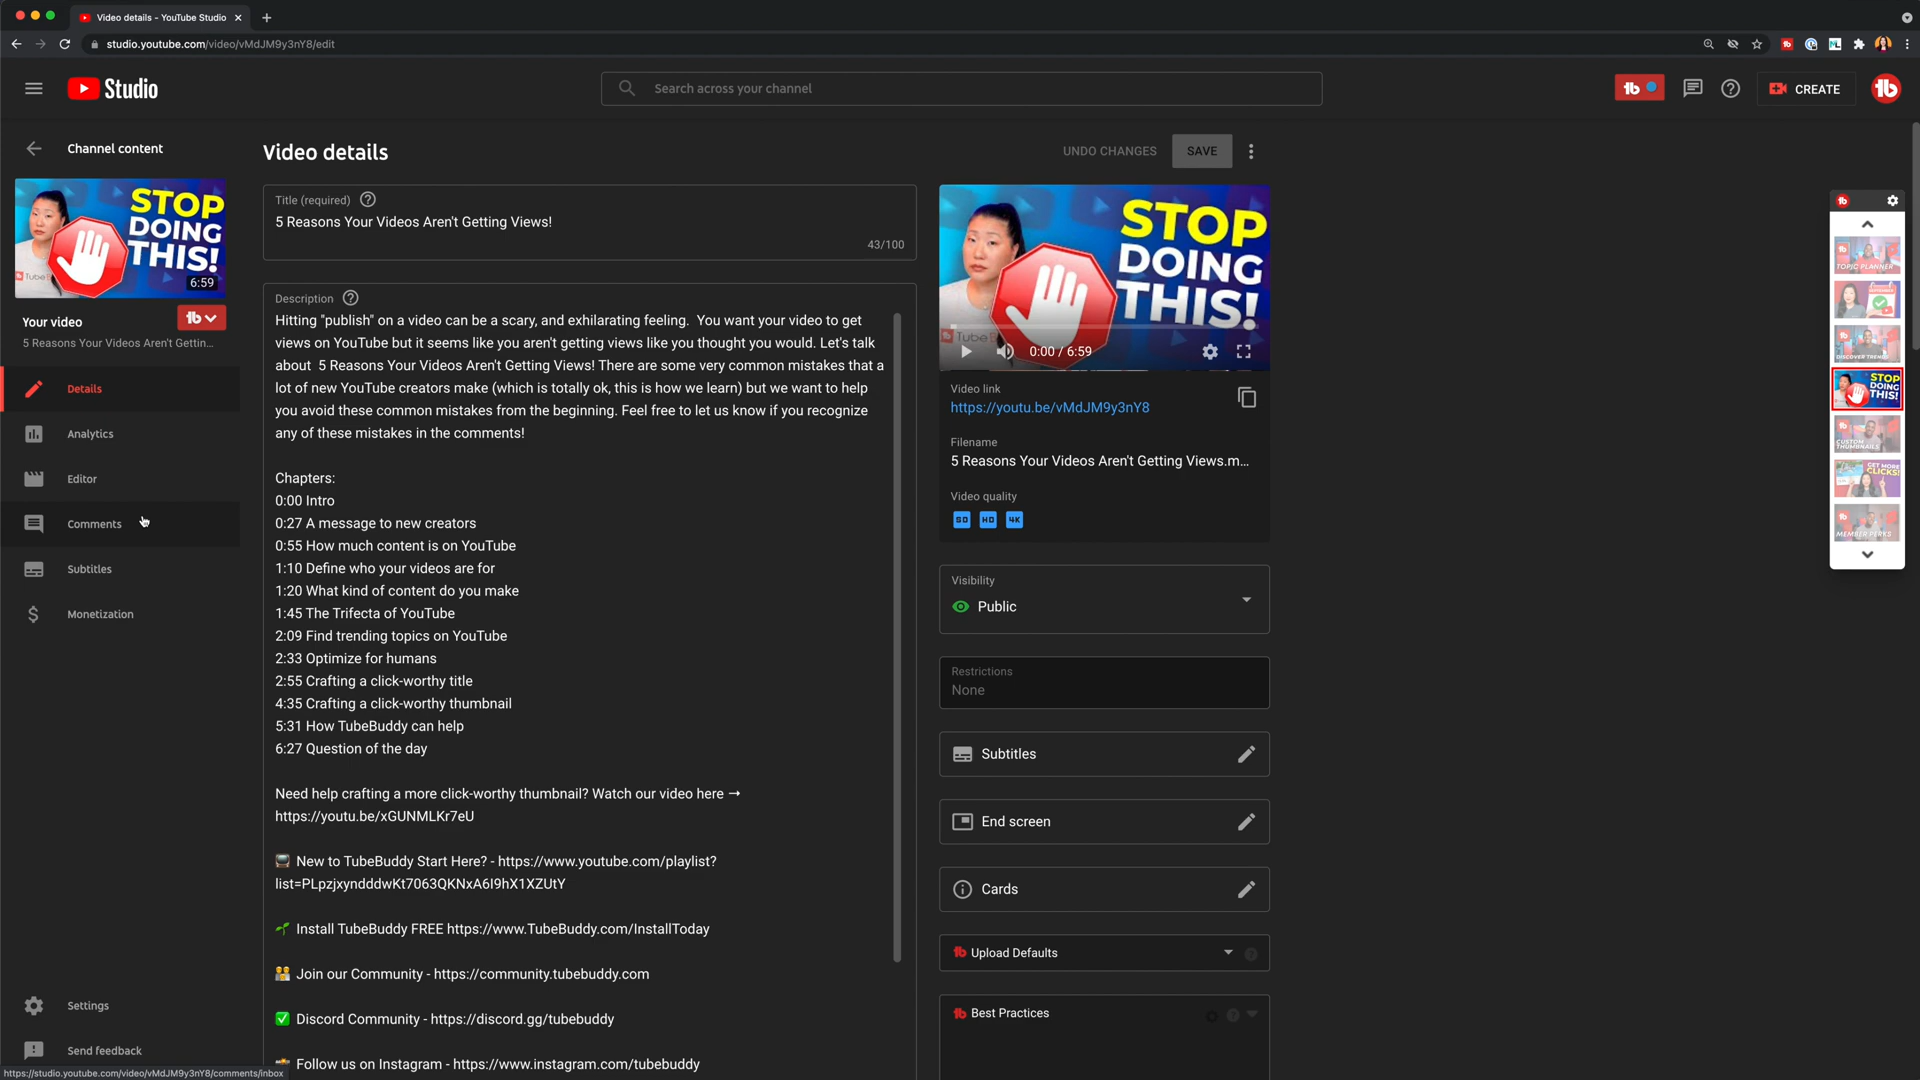 Video details - YouTube Studio
studio.youtube.com/video/vMdJM9y3nY8/edit
Studio
Search across your channel
CREATE
Channel content
STOP
DOING
THIS!
6:59
Your video
5 Reasons Your Videos Aren't Gettin...
Details
Analytics
Editor
Comments
Subtitles
Monetization
Settings
Send feedback
https://studio.youtube.com/video/vMdJM9y3nY8/comments/inbox
Video details
UNDO CHANGES
SAVE
Title (required)
5 Reasons Your Videos Aren't Getting Views!
43/100
Description
Hitting "publish" on a video can be a scary, and exhilarating feeling. You want your video to get
views on YouTube but it seems like you aren't getting views like you thought you would. Let's talk
about 5 Reasons Your Videos Aren't Getting Views! There are some very common mistakes that a
lot of new YouTube creators make (which is totally ok, this is how we learn) but we want to help
you avoid these common mistakes from the beginning. Feel free to let us know if you recognize
any of these mistakes in the comments!
Chapters:
0:00 Intro
0:27 A message to new creators
0:55 How much content is on YouTube
1:10 Define who your videos are for
1:20 What kind of content do you make
1:45 The Trifecta of YouTube
2:09 Find trending topics on YouTube
2:33 Optimize for humans
2:55 Crafting a click-worthy title
4:35 Crafting a click-worthy thumbnail
5:31 How TubeBuddy can help
6:27 Question of the day
Need help crafting a more click-worthy thumbnail? Watch our video here →
https://youtu.be/xGUNMLKr7eU
📺 New to TubeBuddy Start Here? - https://www.youtube.com/playlist?
list=PLpzjxyndddwKt7063QKNxA6I9hX1XZUtY
🌱 Install TubeBuddy FREE https://www.TubeBuddy.com/InstallToday
👯 Join our Community - https://community.tubebuddy.com
✅ Discord Community - https://discord.gg/tubebuddy
📸 Follow us on Instagram - https://www.instagram.com/tubebuddy
STOP
DOING
THIS!
0:00 / 6:59
Video link
https://youtu.be/vMdJM9y3nY8
Filename
5 Reasons Your Videos Aren't Getting Views.m...
Video quality
SD HD 4K
Visibility
Public
Restrictions
None
Subtitles
End screen
Cards
Upload Defaults
Best Practices
TOPIC PLANNER
DISCOVER TRENDS
STOP
DOING
THIS!
CUSTOM
THUMBNAILS
GET MORE
CLICKS!
MEMBER PERKS